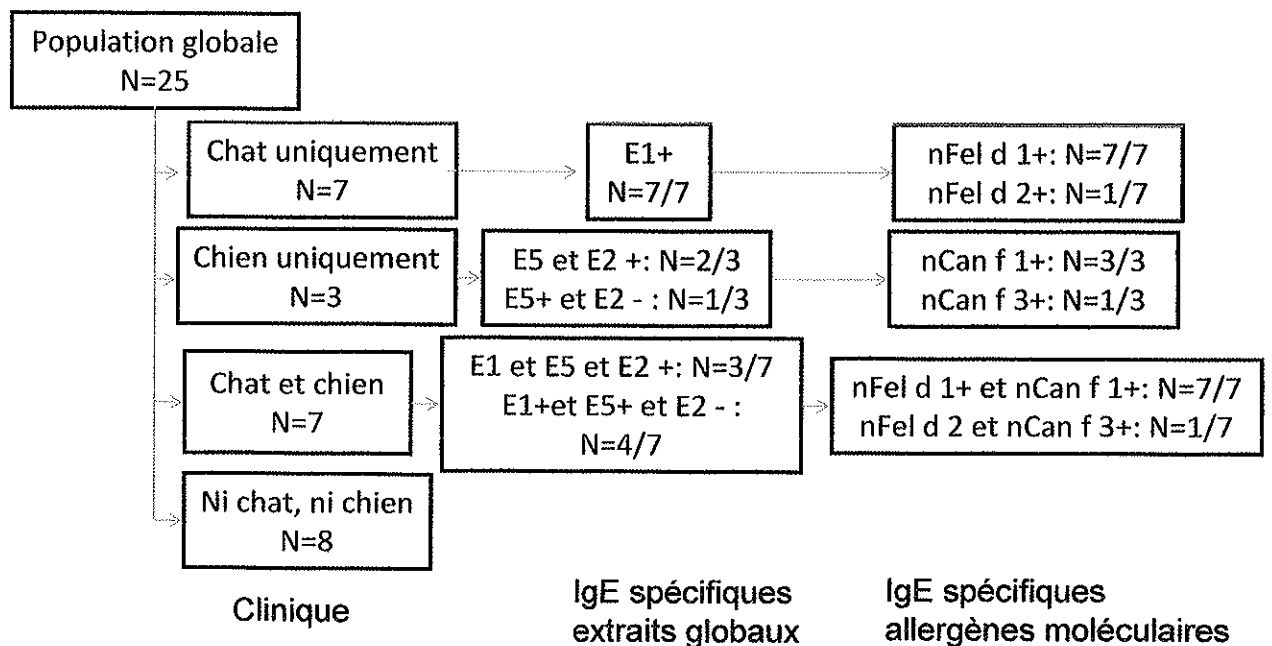 Population globale
N=25
Chat uniquement
N=7
E1+
N=7/7
nFel d 1+: N=7/7
nFel d 2+: N=1/7
Chien uniquement
N=3
E5 et E2 +: N=2/3
E5+ et E2 - : N=1/3
nCan f 1+: N=3/3
nCan f 3+: N=1/3
Chat et chien
N=7
E1 et E5 et E2 +: N=3/7
E1+et E5+ et E2 - :
N=4/7
nFel d 1+ et nCan f 1+: N=7/7
nFel d 2 et nCan f 3+: N=1/7
Ni chat, ni chien
N=8
Clinique
IgE spécifiques
extraits globaux
IgE spécifiques
allergènes moléculaires